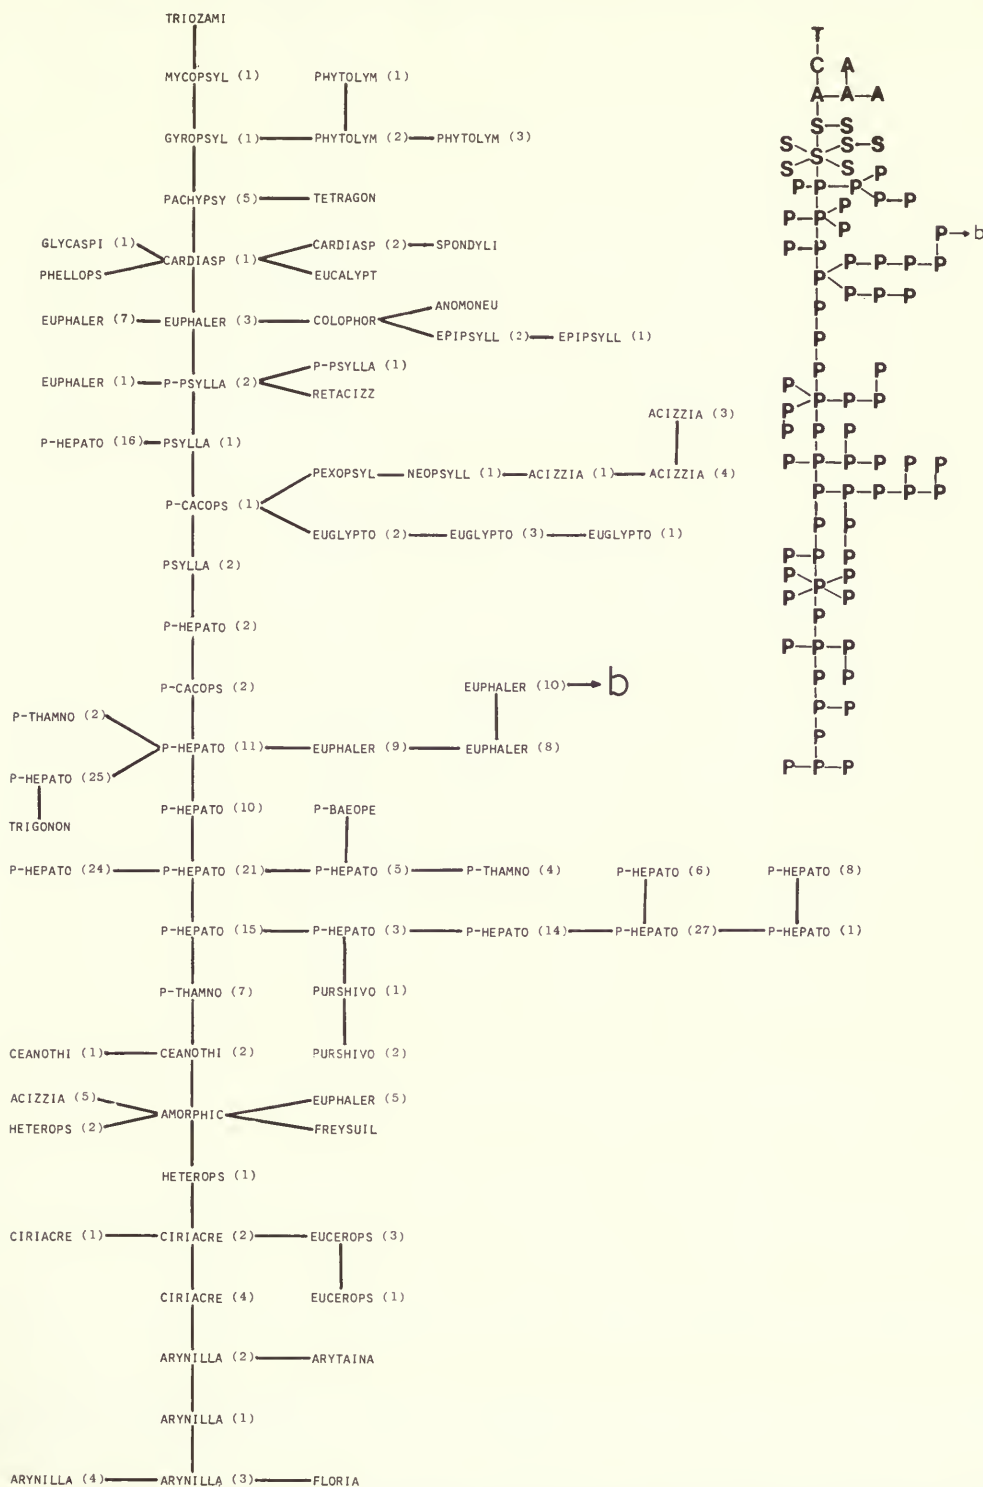 TRIOZAMI
MYCOPSYL (1) PHYTOLYM (1)
GYROPSYL (1) PHYTOLYM (2) PHYTOLYM (3)
PACHYPSY (5) TETRAGON
GLYCASPI (1) CARDIASP (2) SPONDYLI
CARDIASP (1)
PHELLOPS EUCALYPT
ANOMONEU
EUPHALER (7) EUPHALER (3) COLOPHOR
EPIPSYLL (2) EPIPSYLL (1)
P-PSYLLA (1)
EUPHALER (1) P-PSYLLA (2)
RETACIZZ
ACIZZIA (3)
P-HEPATO (16) PSYLLA (1)
PEXOPSYL NEOPSYLL (1) ACIZZIA (1) ACIZZIA (4)
P-CACOPS (1)
EUGLYPTO (2) EUGLYPTO (3) EUGLYPTO (1)
PSYLLA (2)
P-HEPATO (2)
P-CACOPS (2) EUPHALER (10) b
P-THAMNO (2)
P-HEPATO (11) EUPHALER (9) EUPHALER (8)
P-HEPATO (25)
P-HEPATO (10) P-BAEOPE
TRIGONON
P-HEPATO (24) P-HEPATO (21) P-HEPATO (5) P-THAMNO (4) P-HEPATO (6) P-HEPATO (8)
P-HEPATO (15) P-HEPATO (3) P-HEPATO (14) P-HEPATO (27) P-HEPATO (1)
P-THAMNO (7) PURSHIVO (1)
CEANOTHI (1) CEANOTHI (2) PURSHIVO (2)
ACIZZIA (5) EUPHALER (5)
AMORPHIC
HETEROPS (2) FREYSUIL
HETEROPS (1)
CIRIACRE (1) CIRIACRE (2) EUCEROPS (3)
CIRIACRE (4) EUCEROPS (1)
ARYNILLA (2) ARYTAINA
ARYNILLA (1)
ARYNILLA (4) ARYNILLA (3) FLORIA
T
C A
A A A
S S
S S S
S
S S
P
P P P
P P
P
P P
P
P b
P P
P P P P
P
P P P
P
P
P P
P
P P P P
P
P P P
P P P P P P
P P P P P
P P
P P P
P P
P
P P
P
P P P
P P
P P
P
P P P